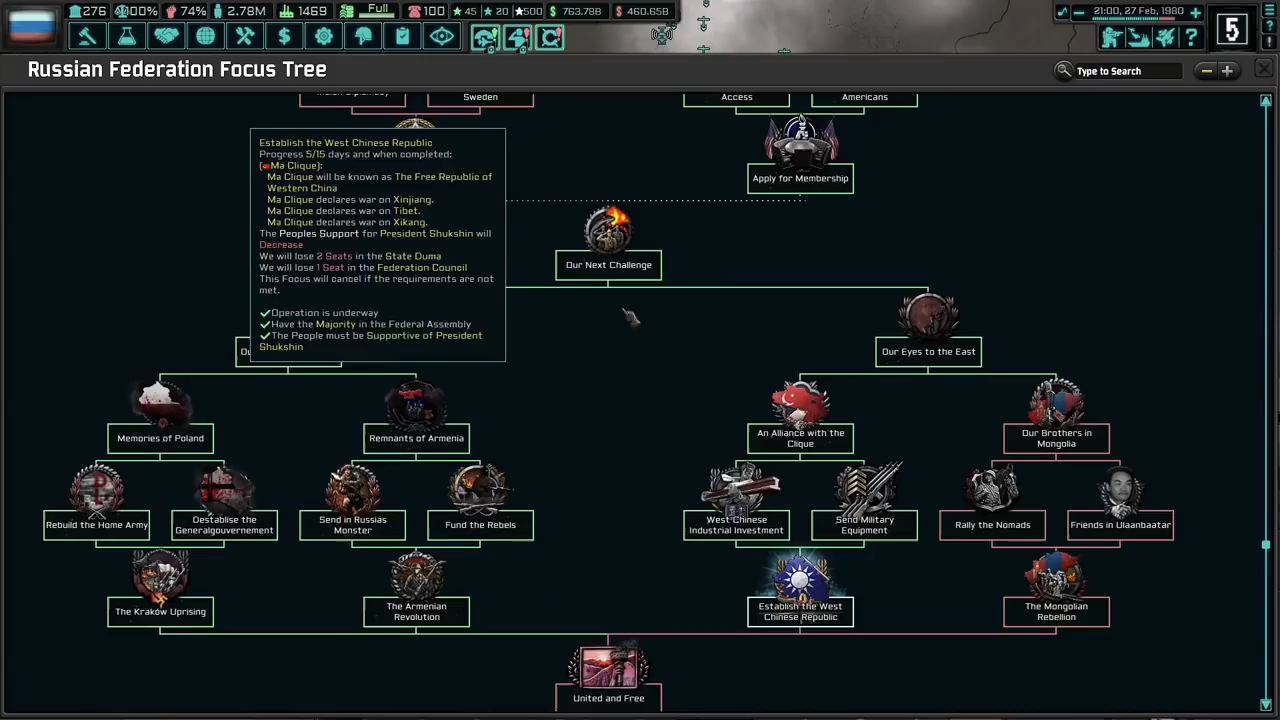 276 100% 74% 2.78M 1469 Full 100 45 20 500 763.78B 460.65B
21:00, 27 Feb, 1980
5
Russian Federation Focus Tree
Type to Search
Sweden
Access
Americans
Apply for Membership
Establish the West Chinese Republic
Progress 5/15 days and when completed:
(Ma Clique):
Ma Clique will be known as The Free Republic of
Western China
Ma Clique declares war on Xinjiang.
Ma Clique declares war on Tibet.
Ma Clique declares war on Xikang.
The Peoples Support for President Shukshin will
Decrease
We will lose 2 Seats in the State Duma
We will lose 1 Seat in the Federation Council
This Focus will cancel if the requirements are not
met.
Operation is underway
Have the Majority in the Federal Assembly
The People must be Supportive of President
Shukshin
Our Next Challenge
Our Eyes to the East
Memories of Poland
Remnants of Armenia
An Alliance with the
Clique
Our Brothers in
Mongolia
Rebuild the Home Army
Destablise the
Generalgouvernement
Send in Russias
Monster
Fund the Rebels
West Chinese
Industrial Investment
Send Military
Equipment
Rally the Nomads
Friends in Ulaanbaatar
The Kraków Uprising
The Armenian
Revolution
Establish the West
Chinese Republic
The Mongolian
Rebellion
United and Free